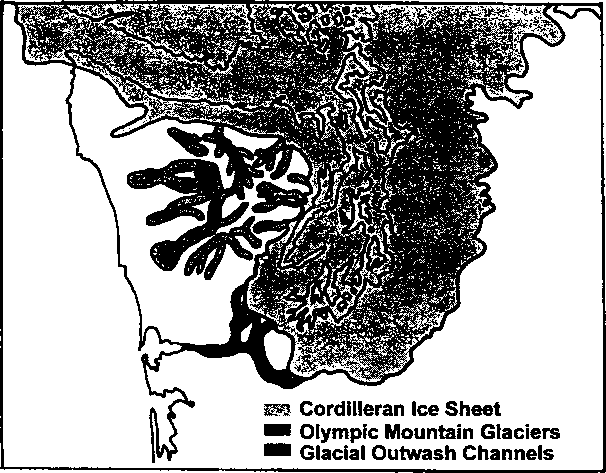 Cordilleran Ice Sheet
Olympic Mountain Glaciers
Glacial Outwash Channels